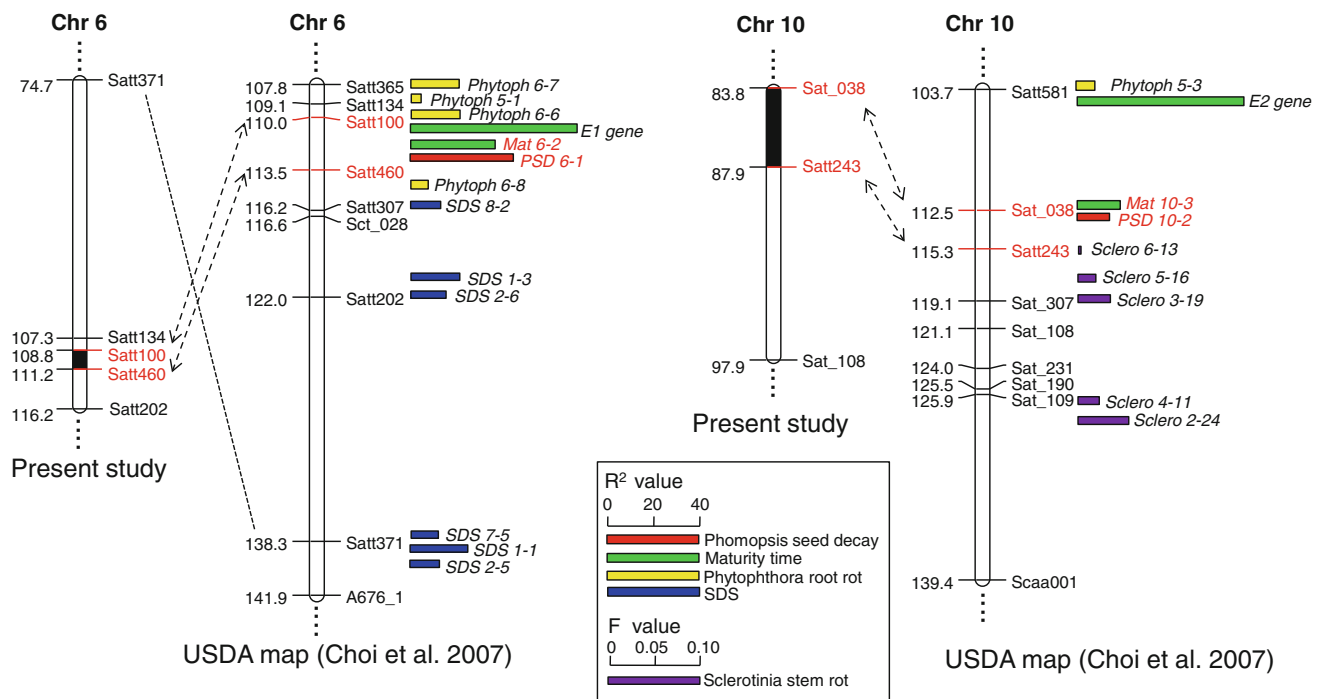 Chr 6
74.7 Satt371
107.3 Satt134
108.8 Satt100
111.2 Satt460
116.2 Satt202
Present study
Chr 6
107.8 Satt365
109.1 Satt134
110.0 Satt100
113.5 Satt460
116.2 Satt307
116.6 Sct_028
122.0 Satt202
138.3 Satt371
141.9 A676_1
Phytoph 6-7
Phytoph 5-1
Phytoph 6-6
E1 gene
Mat 6-2
PSD 6-1
Phytoph 6-8
SDS 8-2
SDS 1-3
SDS 2-6
SDS 7-5
SDS 1-1
SDS 2-5
USDA map (Choi et al. 2007)
Chr 10
83.8 Sat_038
87.9 Satt243
97.9 Sat_108
Present study
R² value
0 20 40
Phomopsis seed decay
Maturity time
Phytophthora root rot
SDS
F value
0 0.05 0.10
Sclerotinia stem rot
Chr 10
103.7 Satt581
112.5 Sat_038
115.3 Satt243
119.1 Sat_307
121.1 Sat_108
124.0 Sat_231
125.5 Sat_190
125.9 Sat_109
139.4 Scaa001
Phytoph 5-3
E2 gene
Mat 10-3
PSD 10-2
Sclero 6-13
Sclero 5-16
Sclero 3-19
Sclero 4-11
Sclero 2-24
USDA map (Choi et al. 2007)